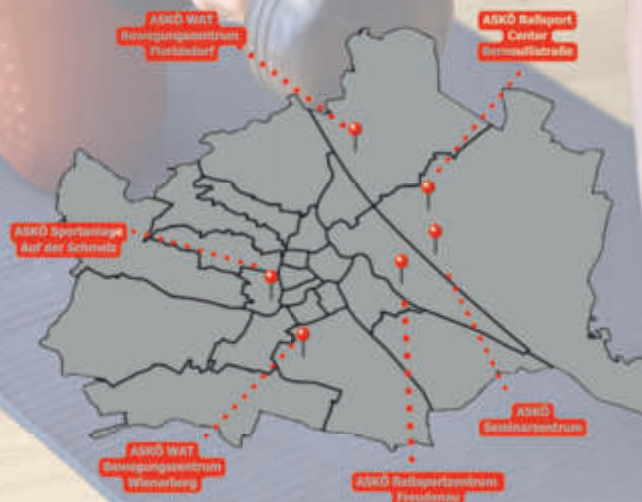 ASKÖ WAT
Bewegungszentrum
Floridsdorf
ASKÖ Ballsport
Center
Bernoullistraße
ASKÖ Sportanlage
Auf der Schmelz
ASKÖ
Seminarzentrum
ASKÖ WAT
Bewegungszentrum
Wienerberg
ASKÖ
Freudenau